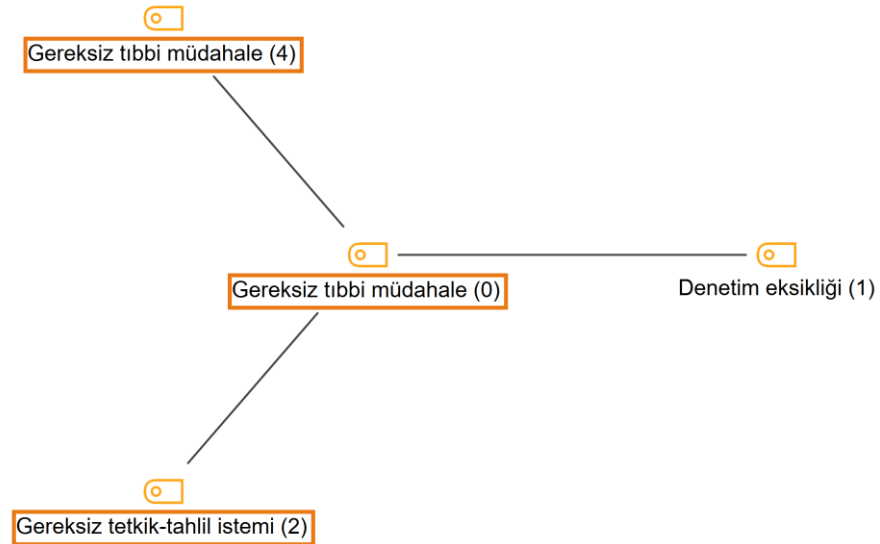 Gereksiz tıbbi müdahale (4)
Gereksiz tıbbi müdahale (0)
Denetim eksikliği (1)
Gereksiz tetkik-tahlil istemi (2)